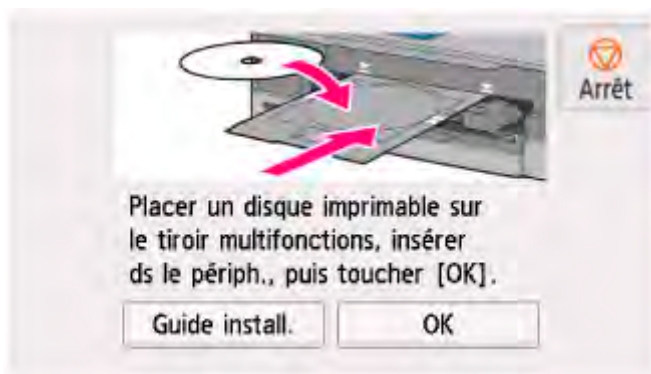 Arrêt
Placer un disque imprimable sur
le tiroir multifonctions, insérer
ds le périph., puis toucher [OK].
Guide install.
OK